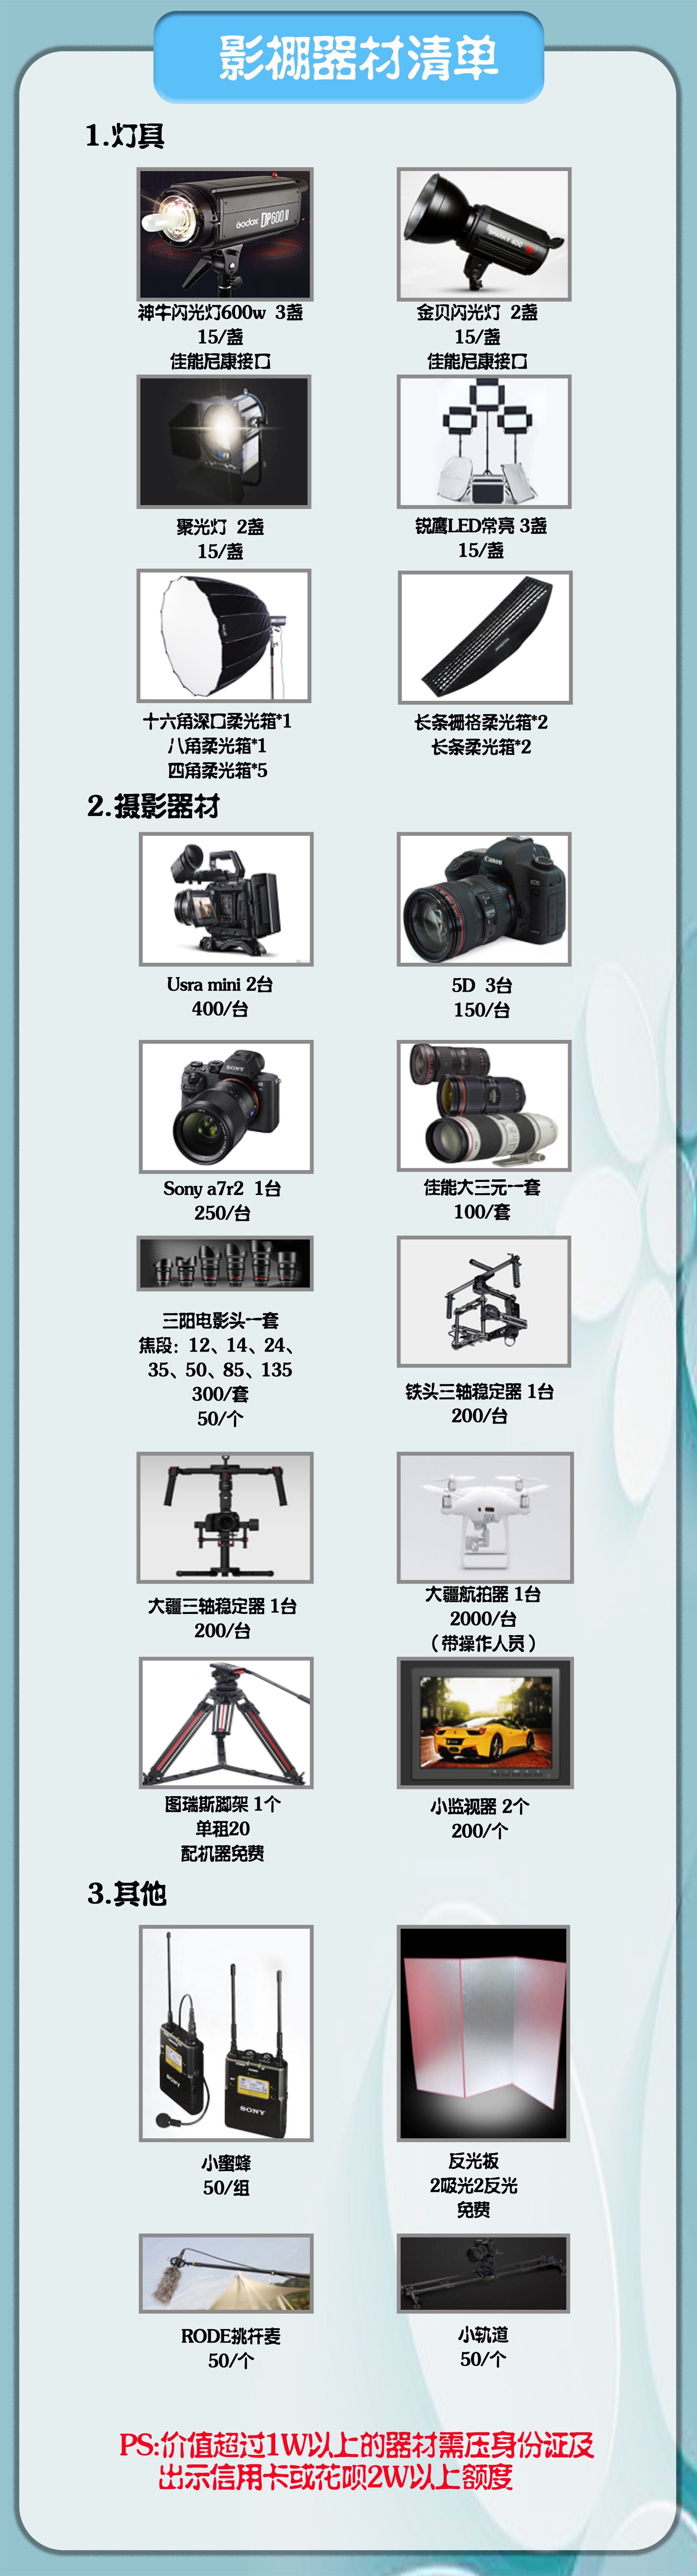 影棚器材清单
1.灯具
Godox DP600Ⅱ
神牛闪光灯600w 3盏
15/盏
佳能尼康接口
金贝闪光灯 2盏
15/盏
佳能尼康接口
聚光灯 2盏
15/盏
锐鹰LED常亮 3盏
15/盏
十六角深口柔光箱*1
八角柔光箱*1
四角柔光箱*5
长条栅格柔光箱*2
长条柔光箱*2
2.摄影器材
Usra mini 2台
400/台
Canon
EOS
5D 3台
150/台
SONY
Sony a7r2 1台
250/台
佳能大三元一套
100/套
三阳电影头一套
焦段：12、14、24、
35、50、85、135
300/套
50/个
铁头三轴稳定器 1台
200/台
大疆三轴稳定器 1台
200/台
大疆航拍器 1台
2000/台
（带操作人员）
图瑞斯脚架 1个
单租20
配机器免费
小监视器 2个
200/个
3.其他
SONY
SONY
小蜜蜂
50/组
反光板
2吸光2反光
免费
RODE挑杆麦
50/个
小轨道
50/个
PS:价值超过1W以上的器材需压身份证及
出示信用卡或花呗2W以上额度